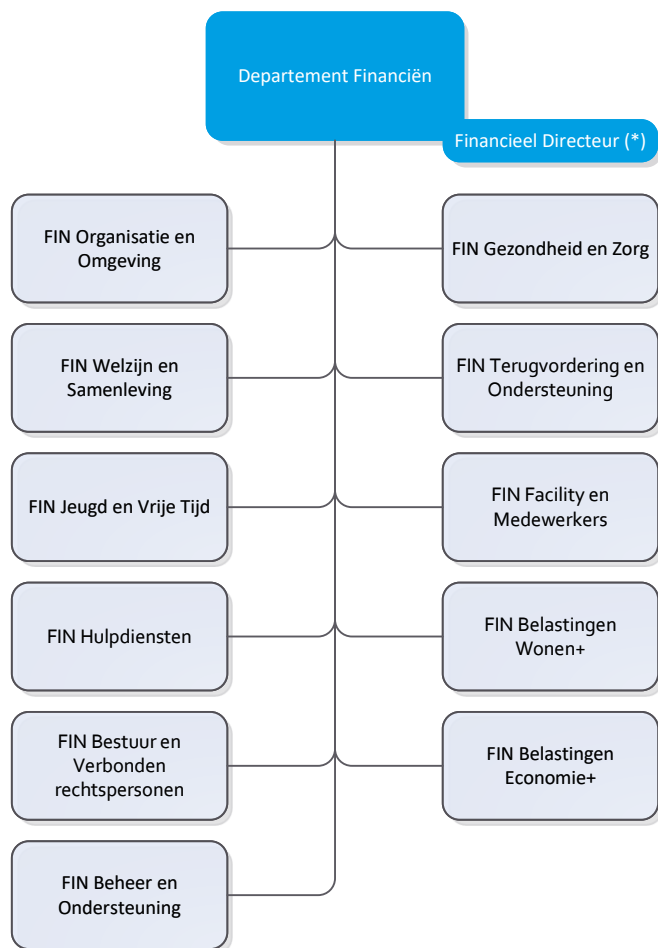 Departement Financiën
Financieel Directeur (*)
FIN Organisatie en
Omgeving
FIN Gezondheid en Zorg
FIN Welzijn en
Samenleving
FIN Terugvordering en
Ondersteuning
FIN Jeugd en Vrije Tijd
FIN Facility en
Medewerkers
FIN Hulpdiensten
FIN Belastingen
Wonen+
FIN Bestuur en
Verbonden
rechtspersonen
FIN Belastingen
Economie+
FIN Beheer en
Ondersteuning